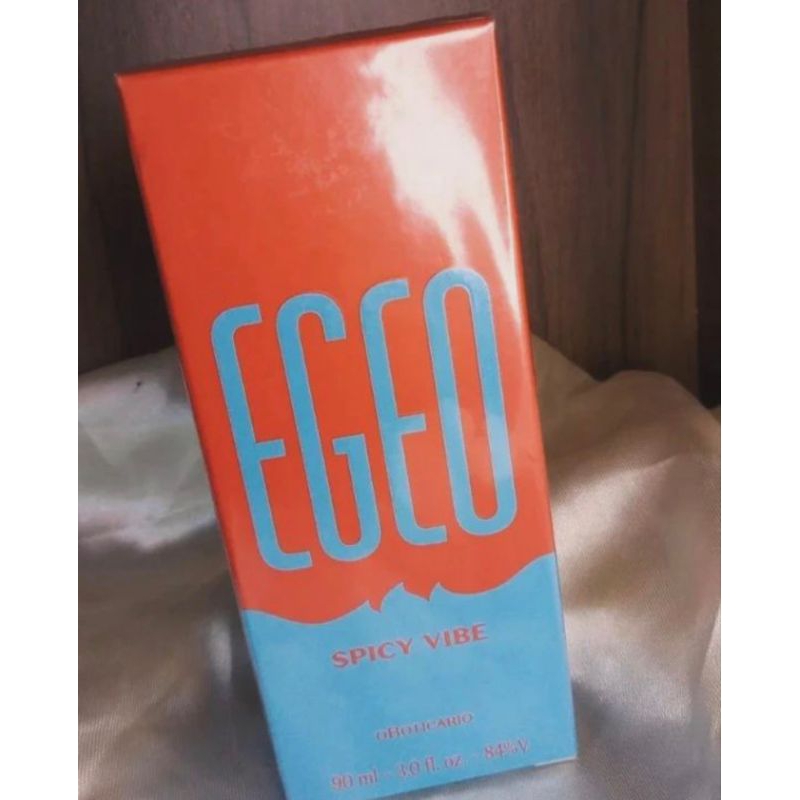 EGEO
SPICY VIBE
oBOTICARIO
90 ml - 3.0 fl. oz. - 84%V.